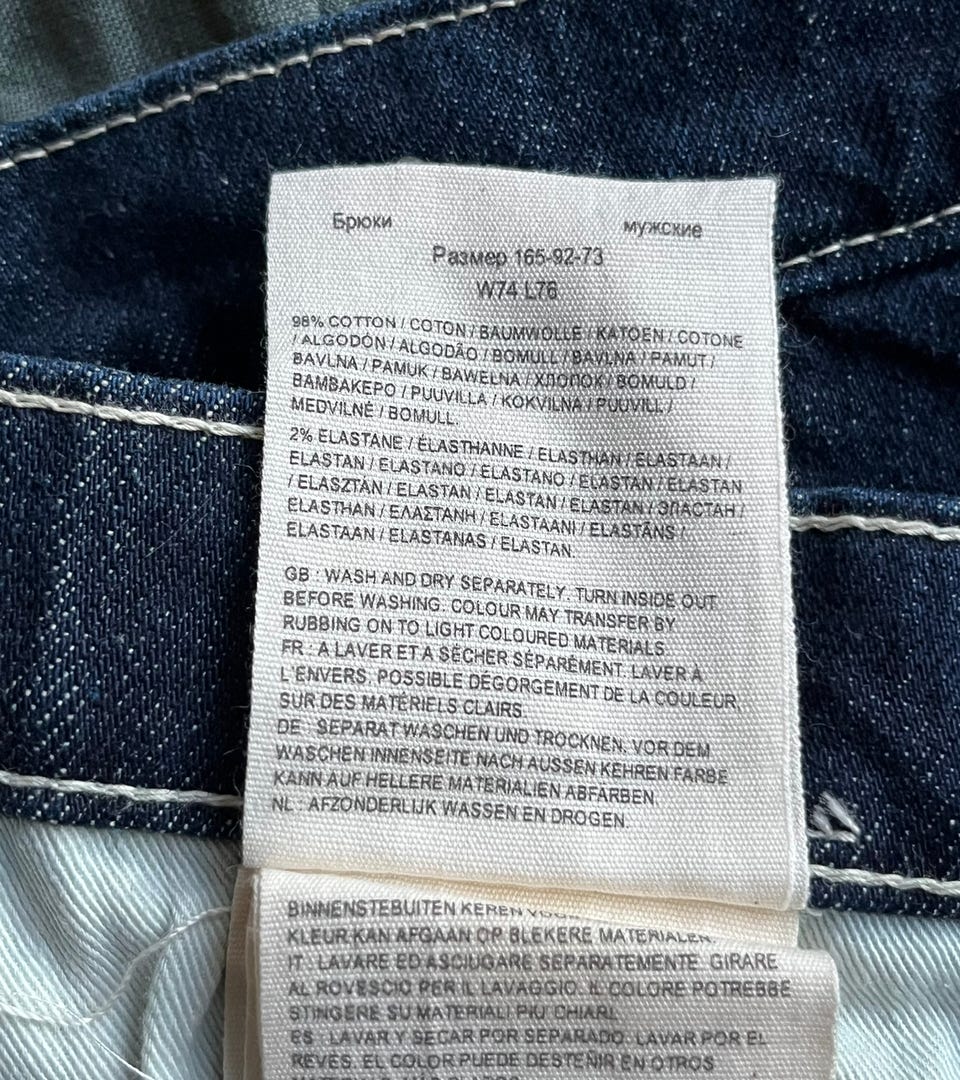 Брюки мужские
Размер 165-92-73
W74 L76
98% COTTON / COTON / BAUMWOLLE / KATOEN / COTONE
/ ALGODÓN / ALGODÃO / BOMULL / BAVLNA / PAMUT /
BAVLNA / PAMUK / BAWEŁNA / ХЛОПОК / BOMULD /
ΒΑΜΒΑΚΕΡΟ / PUUVILLA / KOKVILNA / PUUVILL /
MEDVILNĖ / BOMULL.
2% ELASTANE / ÉLASTHANNE / ELASTHAN / ELASTAAN /
ELASTAN / ELASTANO / ELASTANO / ELASTAN / ELASTAN
/ ELASZTÁN / ELASTAN / ELASTAN / ELASTAN / ЭЛАСТАН /
ELASTHAN / ΕΛΑΣΤΑΝΗ / ELASTAANI / ELASTĀNS /
ELASTAAN / ELASTANAS / ELASTAN.
GB : WASH AND DRY SEPARATELY. TURN INSIDE OUT
BEFORE WASHING. COLOUR MAY TRANSFER BY
RUBBING ON TO LIGHT COLOURED MATERIALS.
FR : A LAVER ET A SÉCHER SÉPARÉMENT. LAVER À
L'ENVERS. POSSIBLE DÉGORGEMENT DE LA COULEUR
SUR DES MATÉRIELS CLAIRS.
DE : SEPARAT WASCHEN UND TROCKNEN. VOR DEM
WASCHEN INNENSEITE NACH AUSSEN KEHREN FARBE
KANN AUF HELLERE MATERIALIEN ABFARBEN.
NL : AFZONDERLIJK WASSEN EN DROGEN.
BINNENSTEBUITEN KEREN
KLEUR KAN AFGAAN OP BLEKERE MATERIALEN.
IT : LAVARE ED ASCIUGARE SEPARATEMENTE. GIRARE
AL ROVESCIO PER IL LAVAGGIO. IL COLORE POTREBBE
STINGERE SU MATERIALI PIU CHIARI.
ES : LAVAR Y SECAR POR SEPARADO. LAVAR POR EL
REVES. EL COLOR PUEDE DESTEÑIR EN OTROS